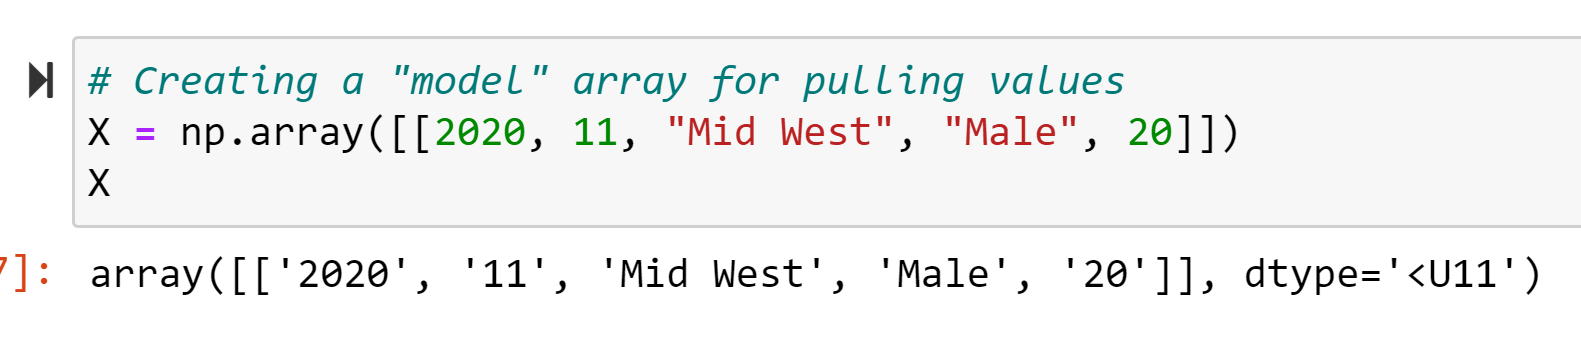 # Creating a "model" array for pulling values
X = np.array([[2020, 11, "Mid West", "Male", 20]])
X
7]: array([['2020', '11', 'Mid West', 'Male', '20']], dtype='<U11')